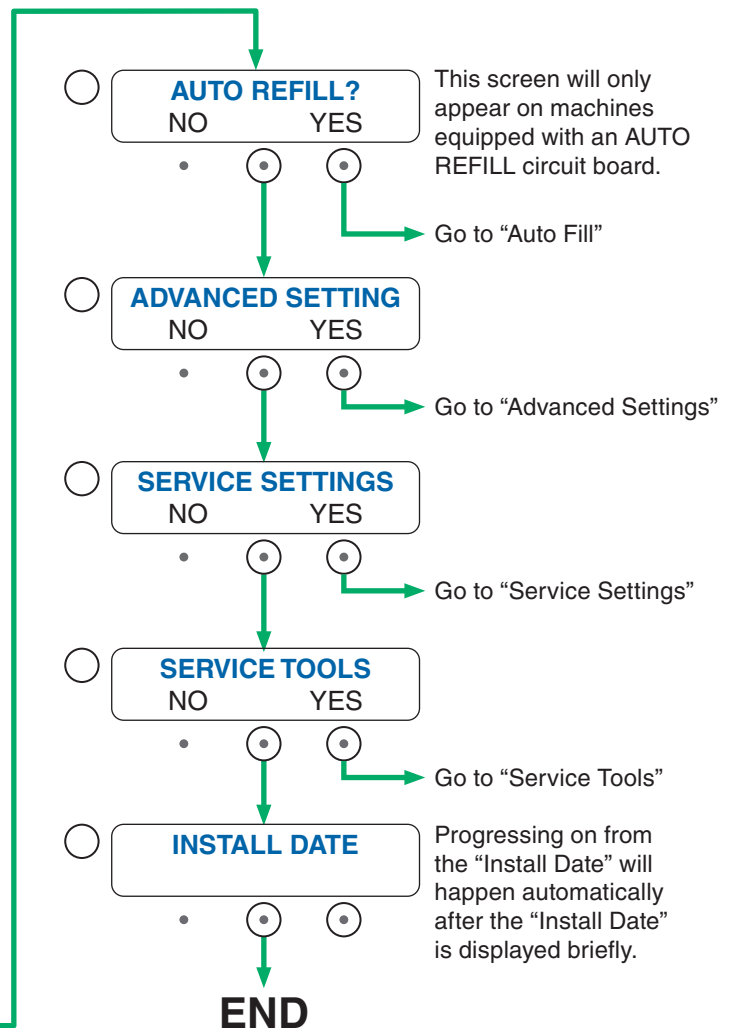 AUTO REFILL?
NO YES
This screen will only
appear on machines
equipped with an AUTO
REFILL circuit board.
Go to “Auto Fill”
ADVANCED SETTING
NO YES
Go to “Advanced Settings”
SERVICE SETTINGS
NO YES
Go to “Service Settings”
SERVICE TOOLS
NO YES
Go to “Service Tools”
INSTALL DATE
Progressing on from
the “Install Date” will
happen automatically
after the “Install Date”
is displayed briefly.
END